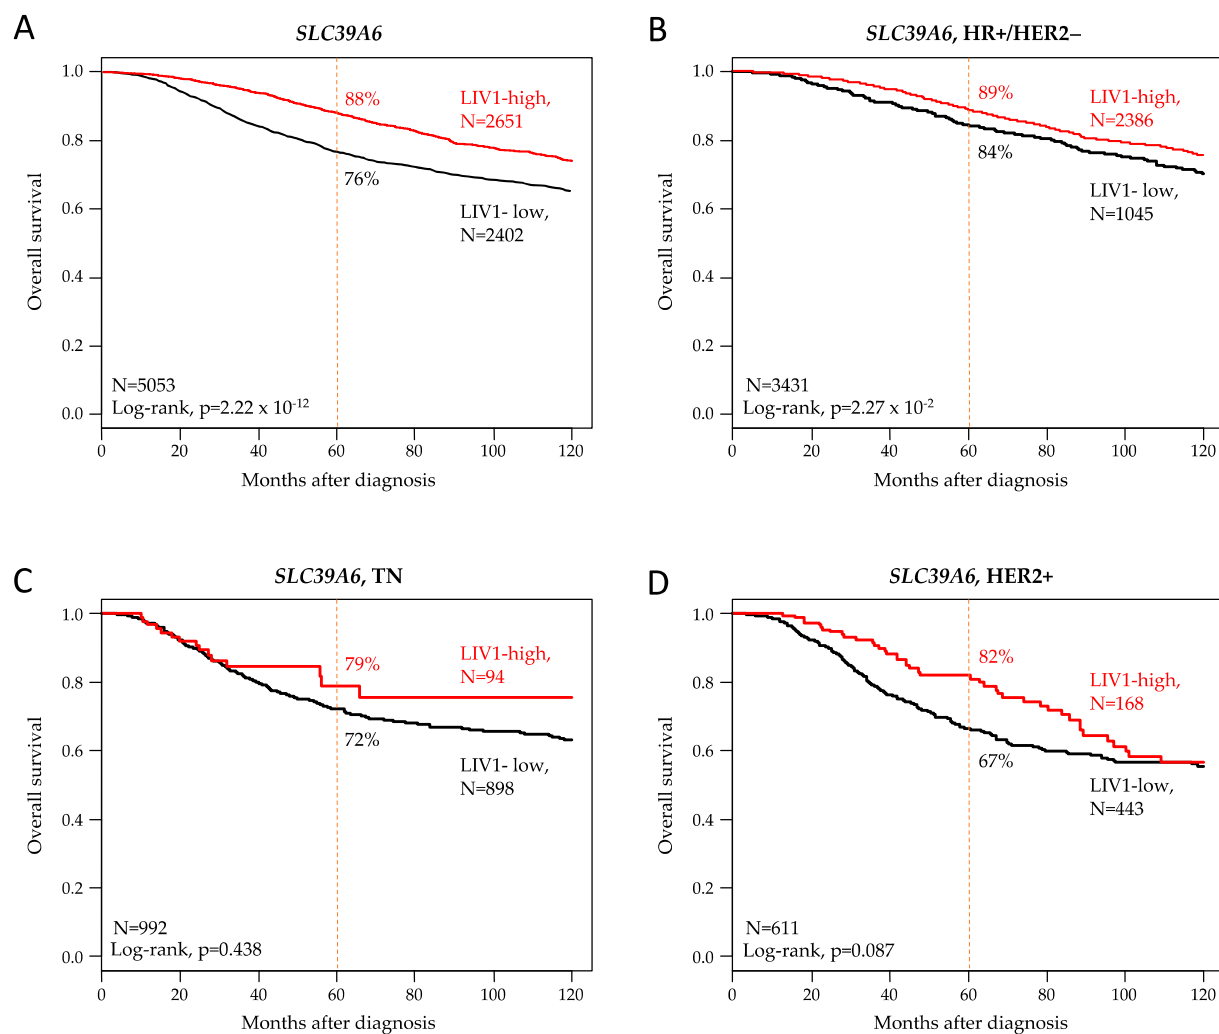 A
SLC39A6
1.0
0.8
0.6
0.4
0.2
0.0
Overall survival
88%
76%
LIV1-high,
N=2651
LIV1- low,
N=2402
N=5053
Log-rank, p=2.22 x 10-12
0 20 40 60 80 100 120
Months after diagnosis
B
SLC39A6, HR+/HER2−
1.0
0.8
0.6
0.4
0.2
0.0
Overall survival
89%
84%
LIV1-high,
N=2386
LIV1- low,
N=1045
N=3431
Log-rank, p=2.27 x 10-2
0 20 40 60 80 100 120
Months after diagnosis
C
SLC39A6, TN
1.0
0.8
0.6
0.4
0.2
0.0
Overall survival
79%
72%
LIV1-high,
N=94
LIV1- low,
N=898
N=992
Log-rank, p=0.438
0 20 40 60 80 100 120
Months after diagnosis
D
SLC39A6, HER2+
1.0
0.8
0.6
0.4
0.2
0.0
Overall survival
82%
67%
LIV1-high,
N=168
LIV1-low,
N=443
N=611
Log-rank, p=0.087
0 20 40 60 80 100 120
Months after diagnosis